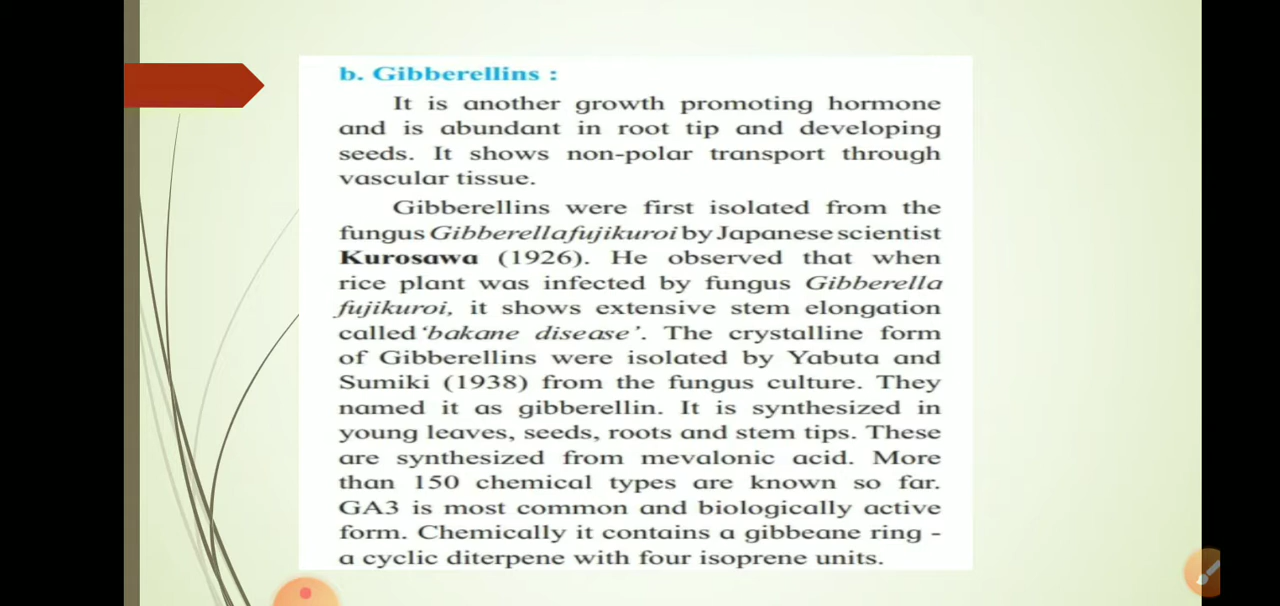 b. Gibberellins :
It is another growth promoting hormone
and is abundant in root tip and developing
seeds. It shows non-polar transport through
vascular tissue.
Gibberellins were first isolated from the
fungus Gibberella fujikuroi by Japanese scientist
Kurosawa (1926). He observed that when
rice plant was infected by fungus Gibberella
fujikuroi, it shows extensive stem elongation
called ‘bakane disease’. The crystalline form
of Gibberellins were isolated by Yabuta and
Sumiki (1938) from the fungus culture. They
named it as gibberellin. It is synthesized in
young leaves, seeds, roots and stem tips. These
are synthesized from mevalonic acid. More
than 150 chemical types are known so far.
GA3 is most common and biologically active
form. Chemically it contains a gibbeane ring -
a cyclic diterpene with four isoprene units.